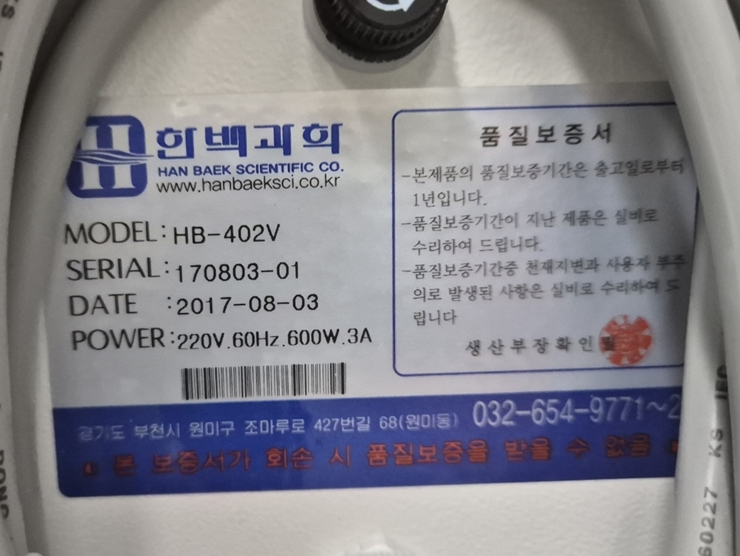 한백과학
HAN BAEK SCIENTIFIC CO.
www.hanbaeksci.co.kr
MODEL: HB-402V
SERIAL: 170803-01
DATE : 2017-08-03
POWER: 220V.60Hz.600W.3A
품질보증서
-본제품의 품질보증기간은 출고일로부터
1년입니다.
-품질보증기간이 지난 제품은 실비로
수리하여 드립니다.
-품질보증기간중 천재지변과 사용자 부주
의로 발생된 사항은 실비로 수리하여 드
립니다
생산부장확인
경기도 부천시 원미구 조마루로 427번길 68(원미동) 032-654-9771~2
본 보증서가 회손 시 품질보증을 받을 수 없음
60227 KS IEC